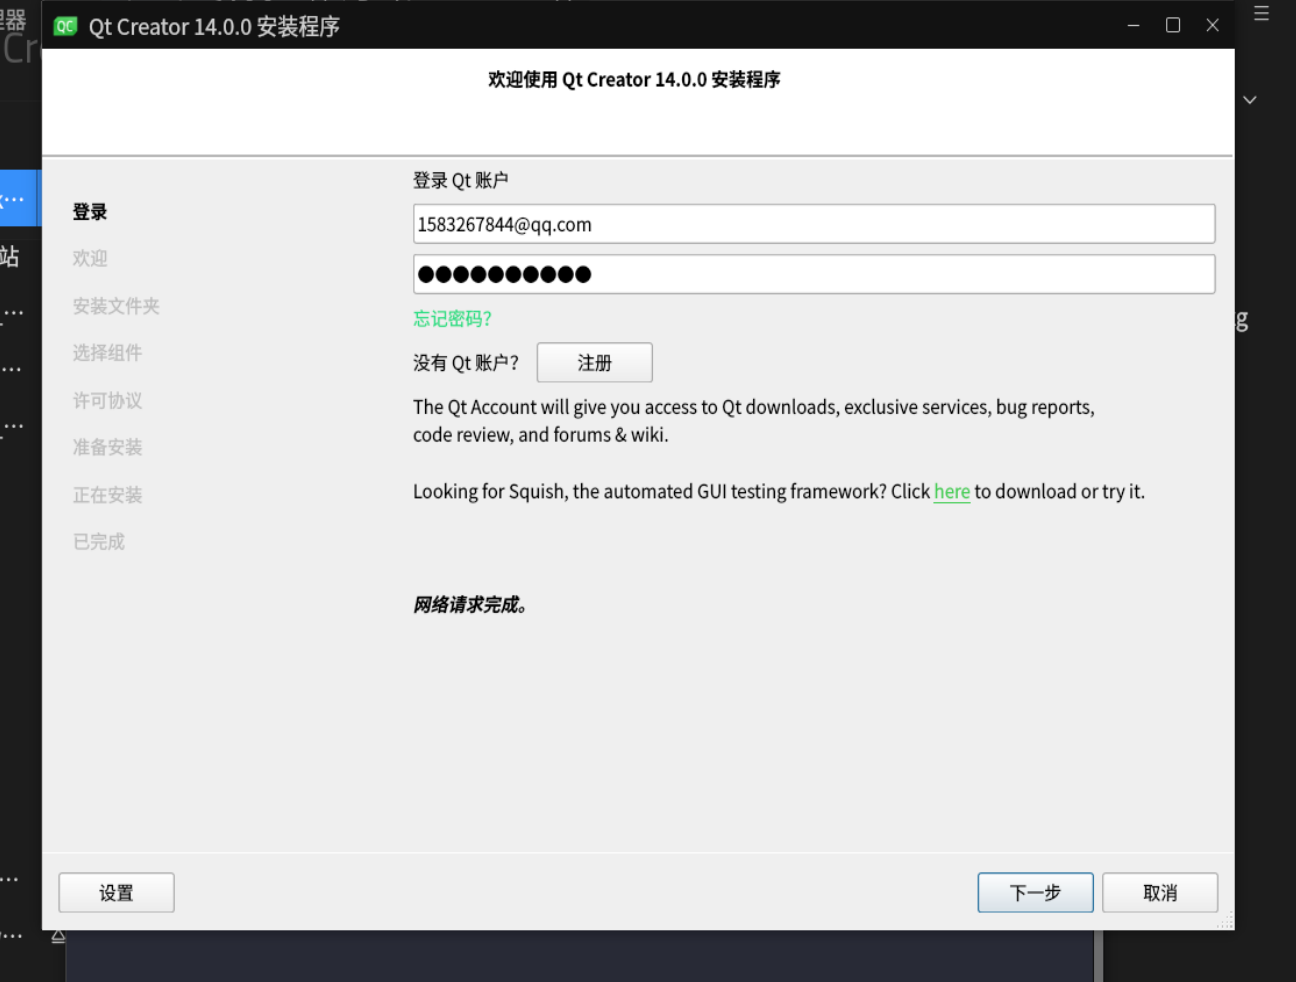 理器
Cr
QC Qt Creator 14.0.0 安装程序
欢迎使用 Qt Creator 14.0.0 安装程序
登录
欢迎
安装文件夹
选择组件
许可协议
准备安装
正在安装
已完成
登录 Qt 账户
1583267844@qq.com
●●●●●●●●●●
忘记密码?
没有 Qt 账户? 注册
The Qt Account will give you access to Qt downloads, exclusive services, bug reports,
code review, and forums & wiki.
Looking for Squish, the automated GUI testing framework? Click here to download or try it.
网络请求完成。
设置
下一步
取消
站
g